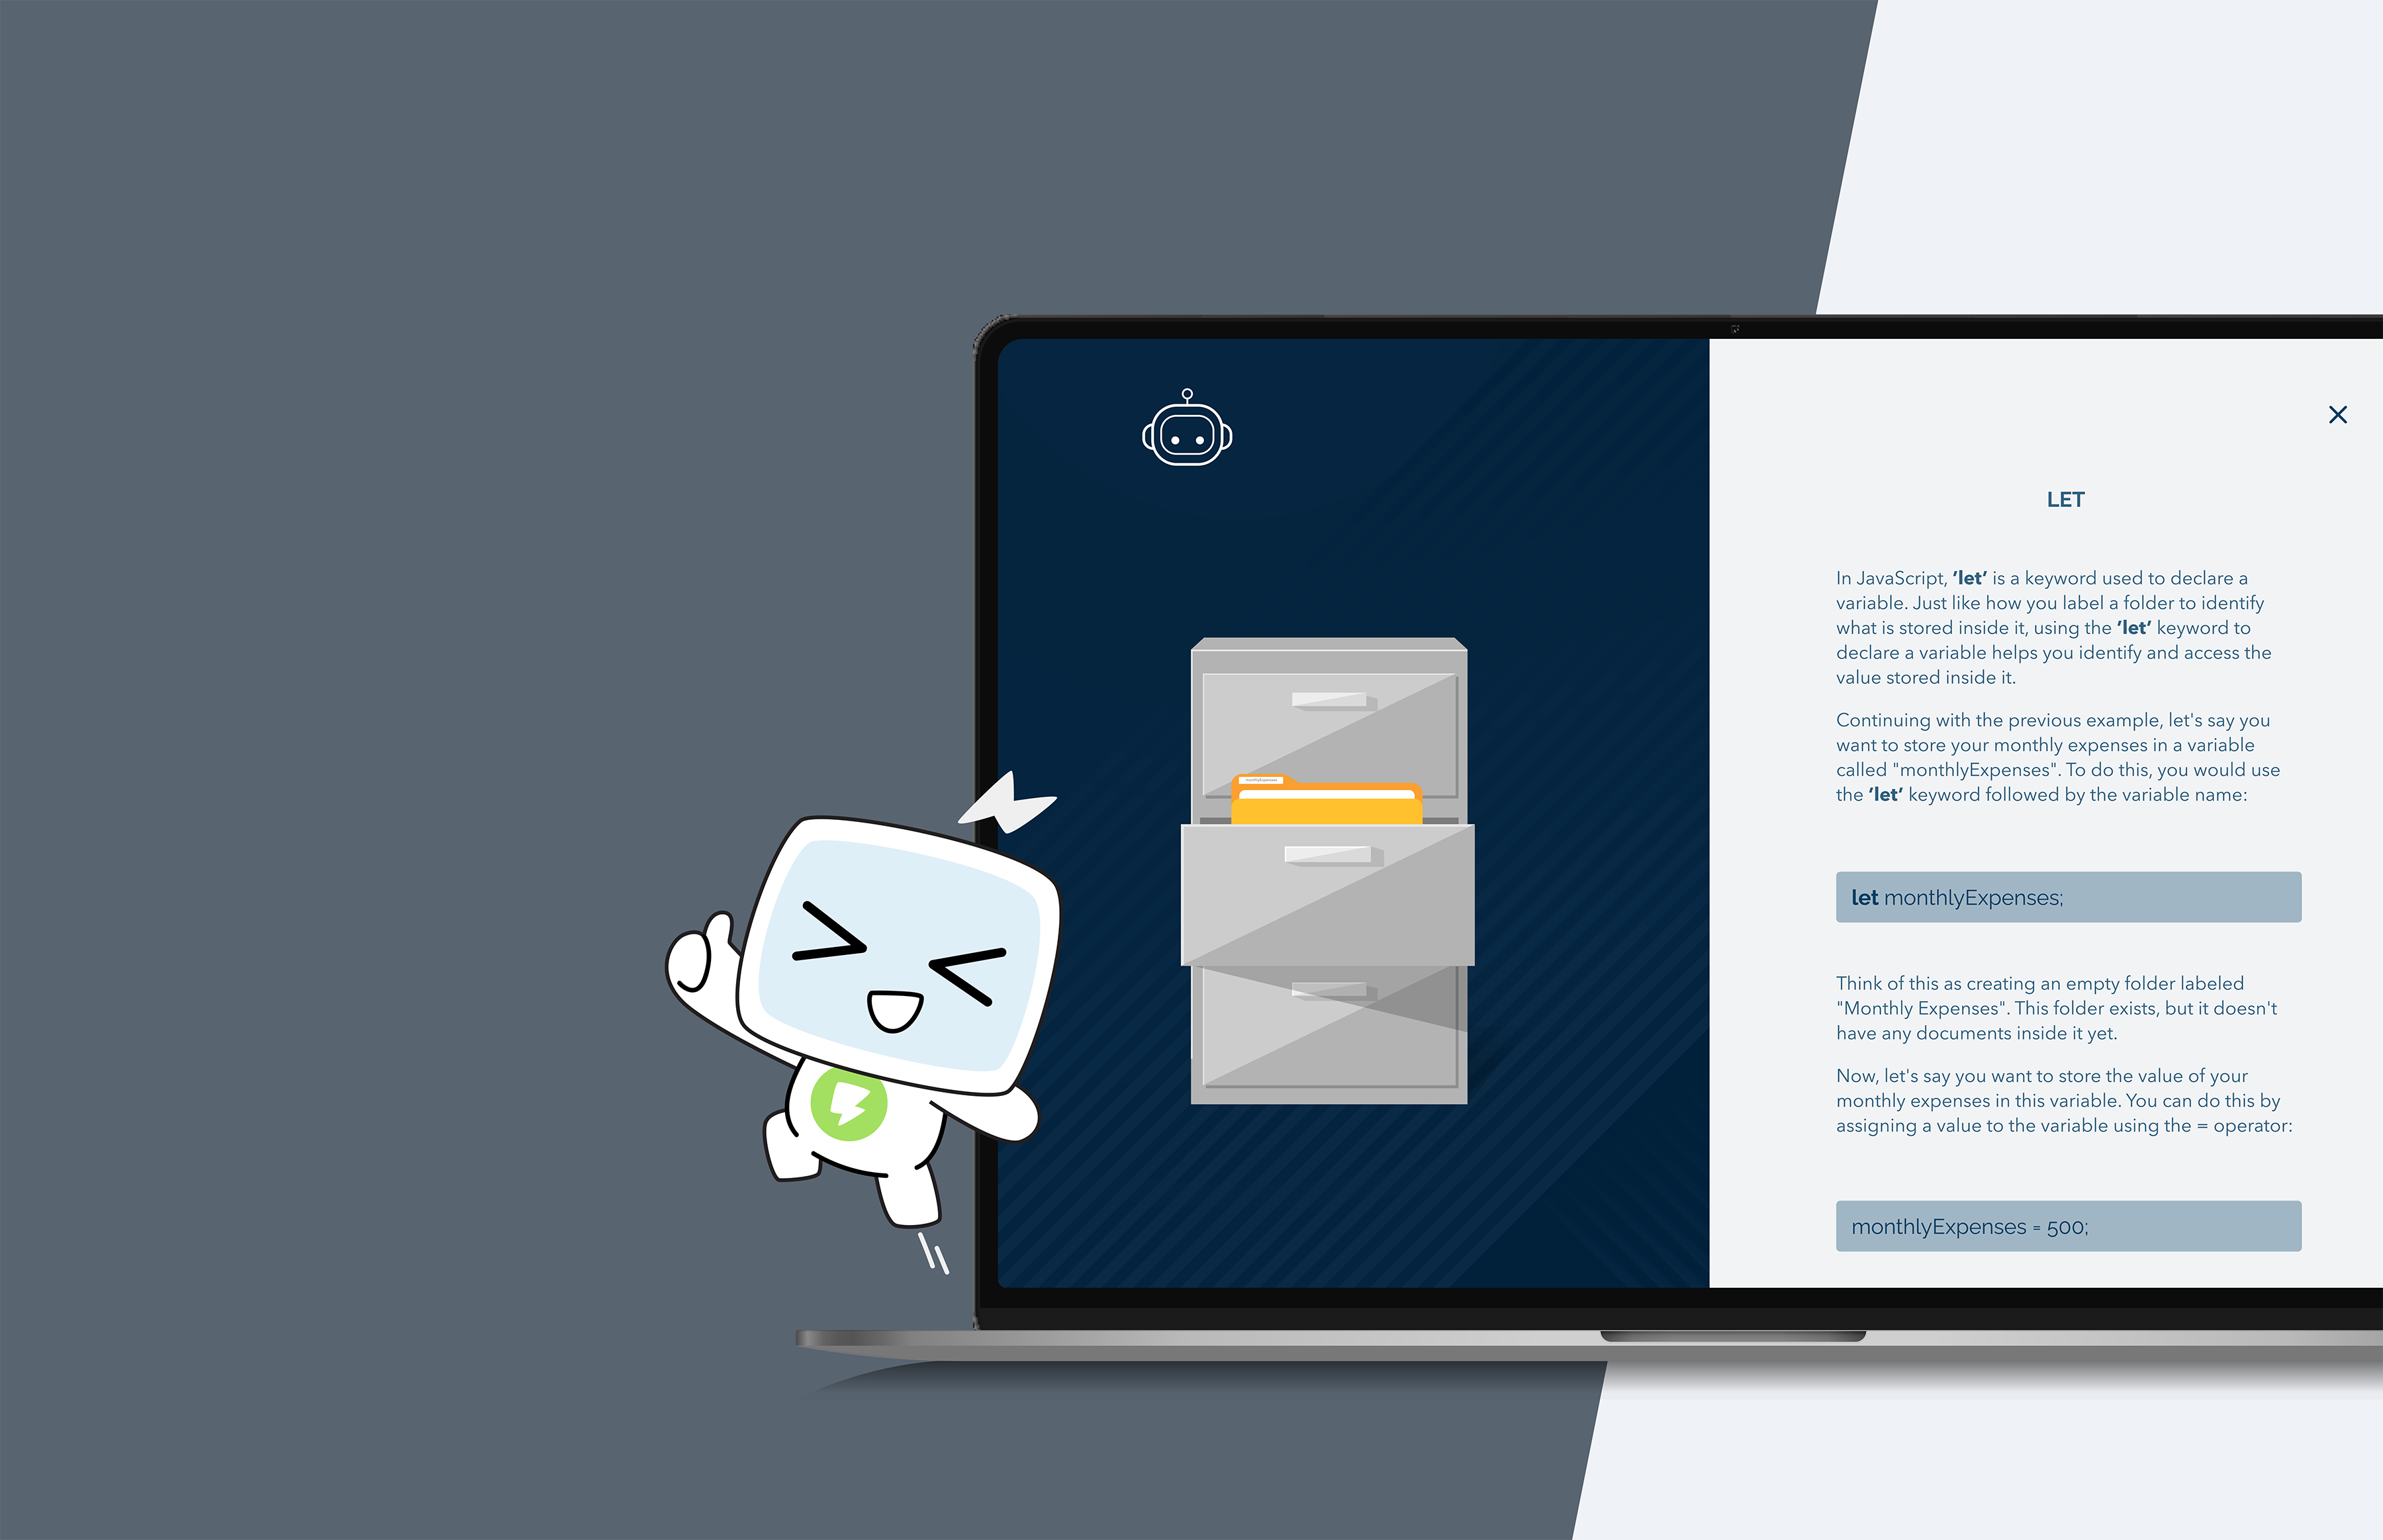 LET
In JavaScript, ’let’ is a keyword used to declare a
variable. Just like how you label a folder to identify
what is stored inside it, using the ’let’ keyword to
declare a variable helps you identify and access the
value stored inside it.
Continuing with the previous example, let's say you
want to store your monthly expenses in a variable
called "monthlyExpenses". To do this, you would use
the ’let’ keyword followed by the variable name:
let monthlyExpenses;
Think of this as creating an empty folder labeled
"Monthly Expenses". This folder exists, but it doesn't
have any documents inside it yet.
Now, let's say you want to store the value of your
monthly expenses in this variable. You can do this by
assigning a value to the variable using the = operator:
monthlyExpenses = 500;
monthlyExpenses